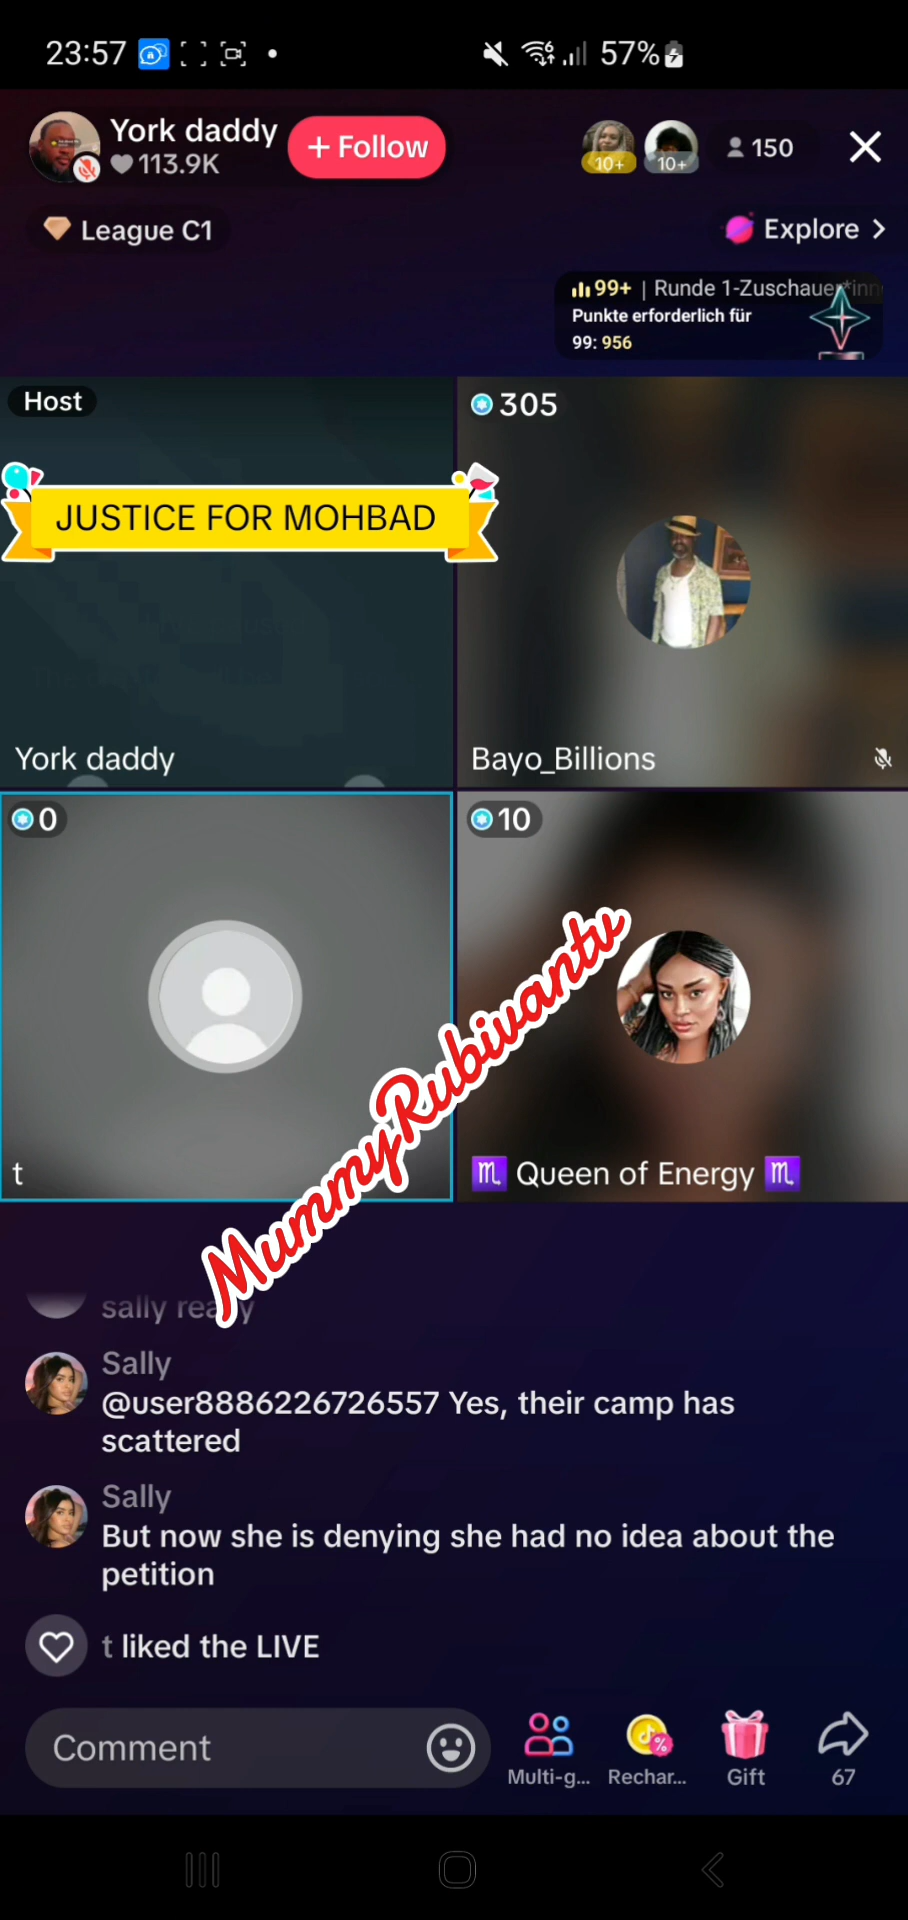 23:57
57%
York daddy
+ Follow
113.9K
10+
10+
150
League C1
Explore
99+ | Runde 1-Zuschauer*inn
Punkte erforderlich für
99: 956
Host
305
JUSTICE FOR MOHBAD
York daddy
Bayo_Billions
0
10
t
♏ Queen of Energy ♏
MummyRubivantv
sally
Sally
@user8886226726557 Yes, their camp has
scattered
Sally
But now she is denying she had no idea about the
petition
t liked the LIVE
Comment
Multi-g...
Rechar...
Gift
67